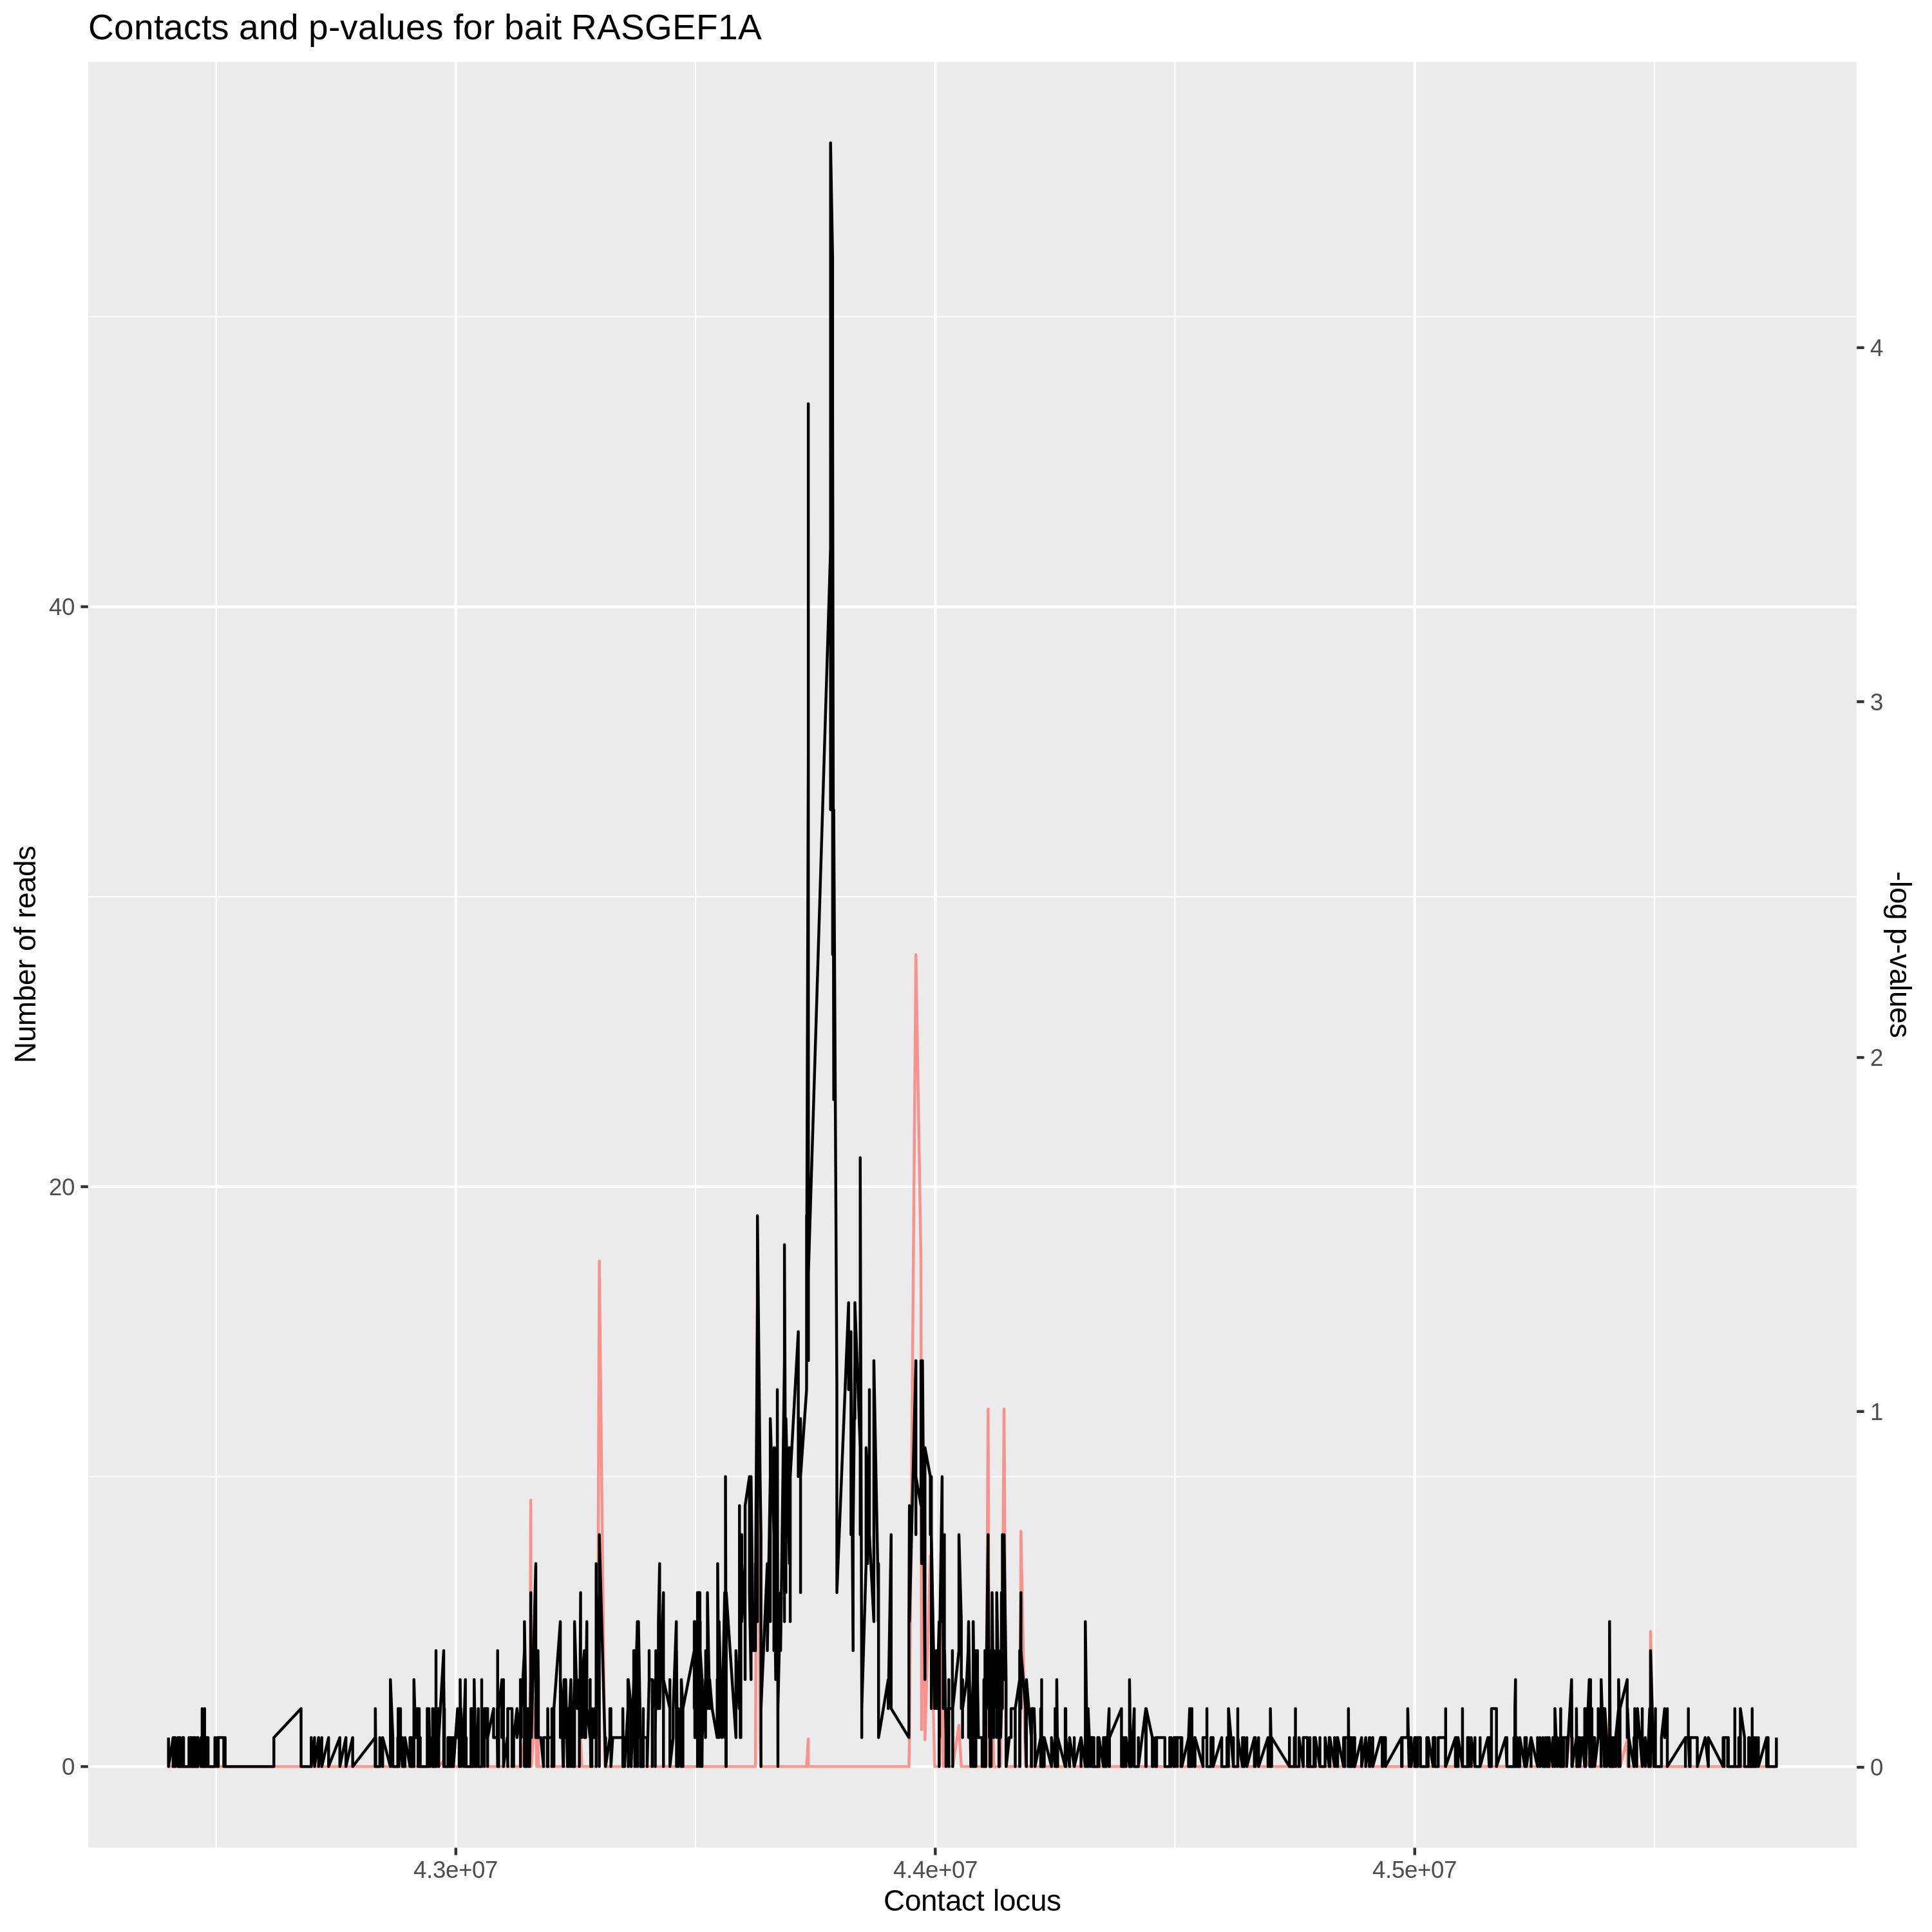 Contacts and p-values for bait RASGEF1A
Number of reads
40
20
0
4
3
2
1
0
-log p-values
4.3e+07
4.4e+07
4.5e+07
Contact locus